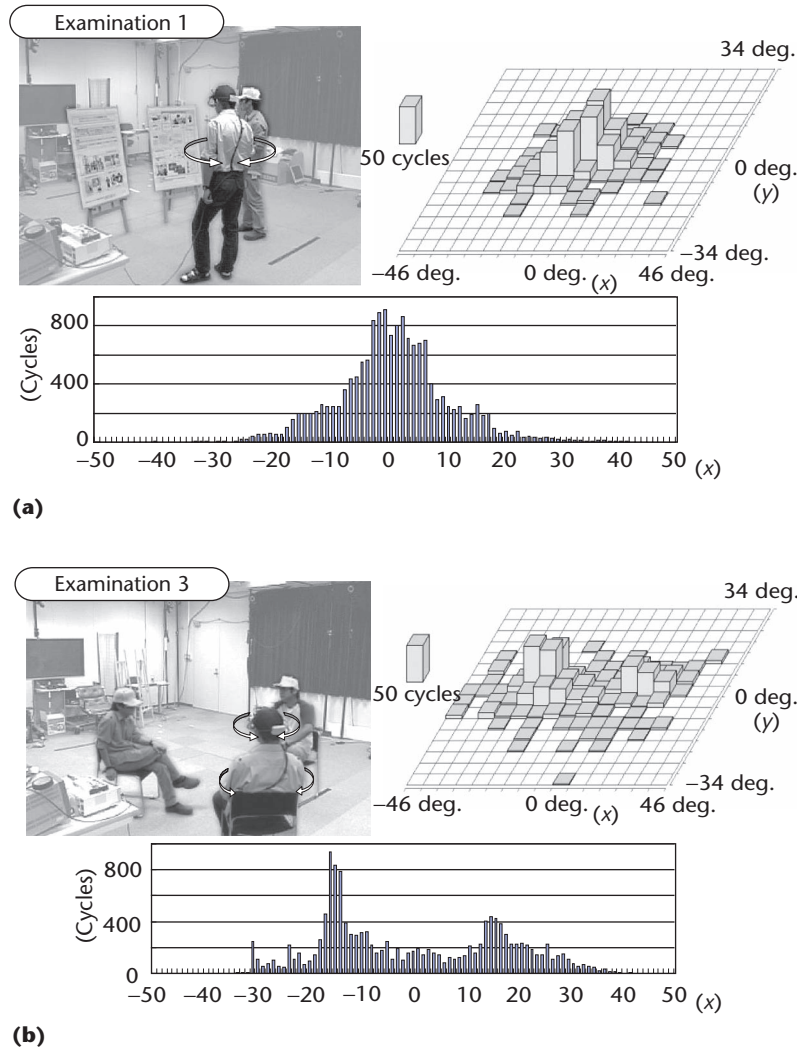 Examination 1
34 deg.
50 cycles
0 deg.
(y)
−34 deg.
−46 deg.
0 deg.
(x)
46 deg.
(Cycles)
800
400
0
−50
−40
−30
−20
−10
0
10
20
30
40
50
(x)
(a)
Examination 3
34 deg.
50 cycles
0 deg.
(y)
−34 deg.
−46 deg.
0 deg.
(x)
46 deg.
(Cycles)
800
400
0
−50
−40
−30
−20
−10
0
10
20
30
40
50
(x)
(b)